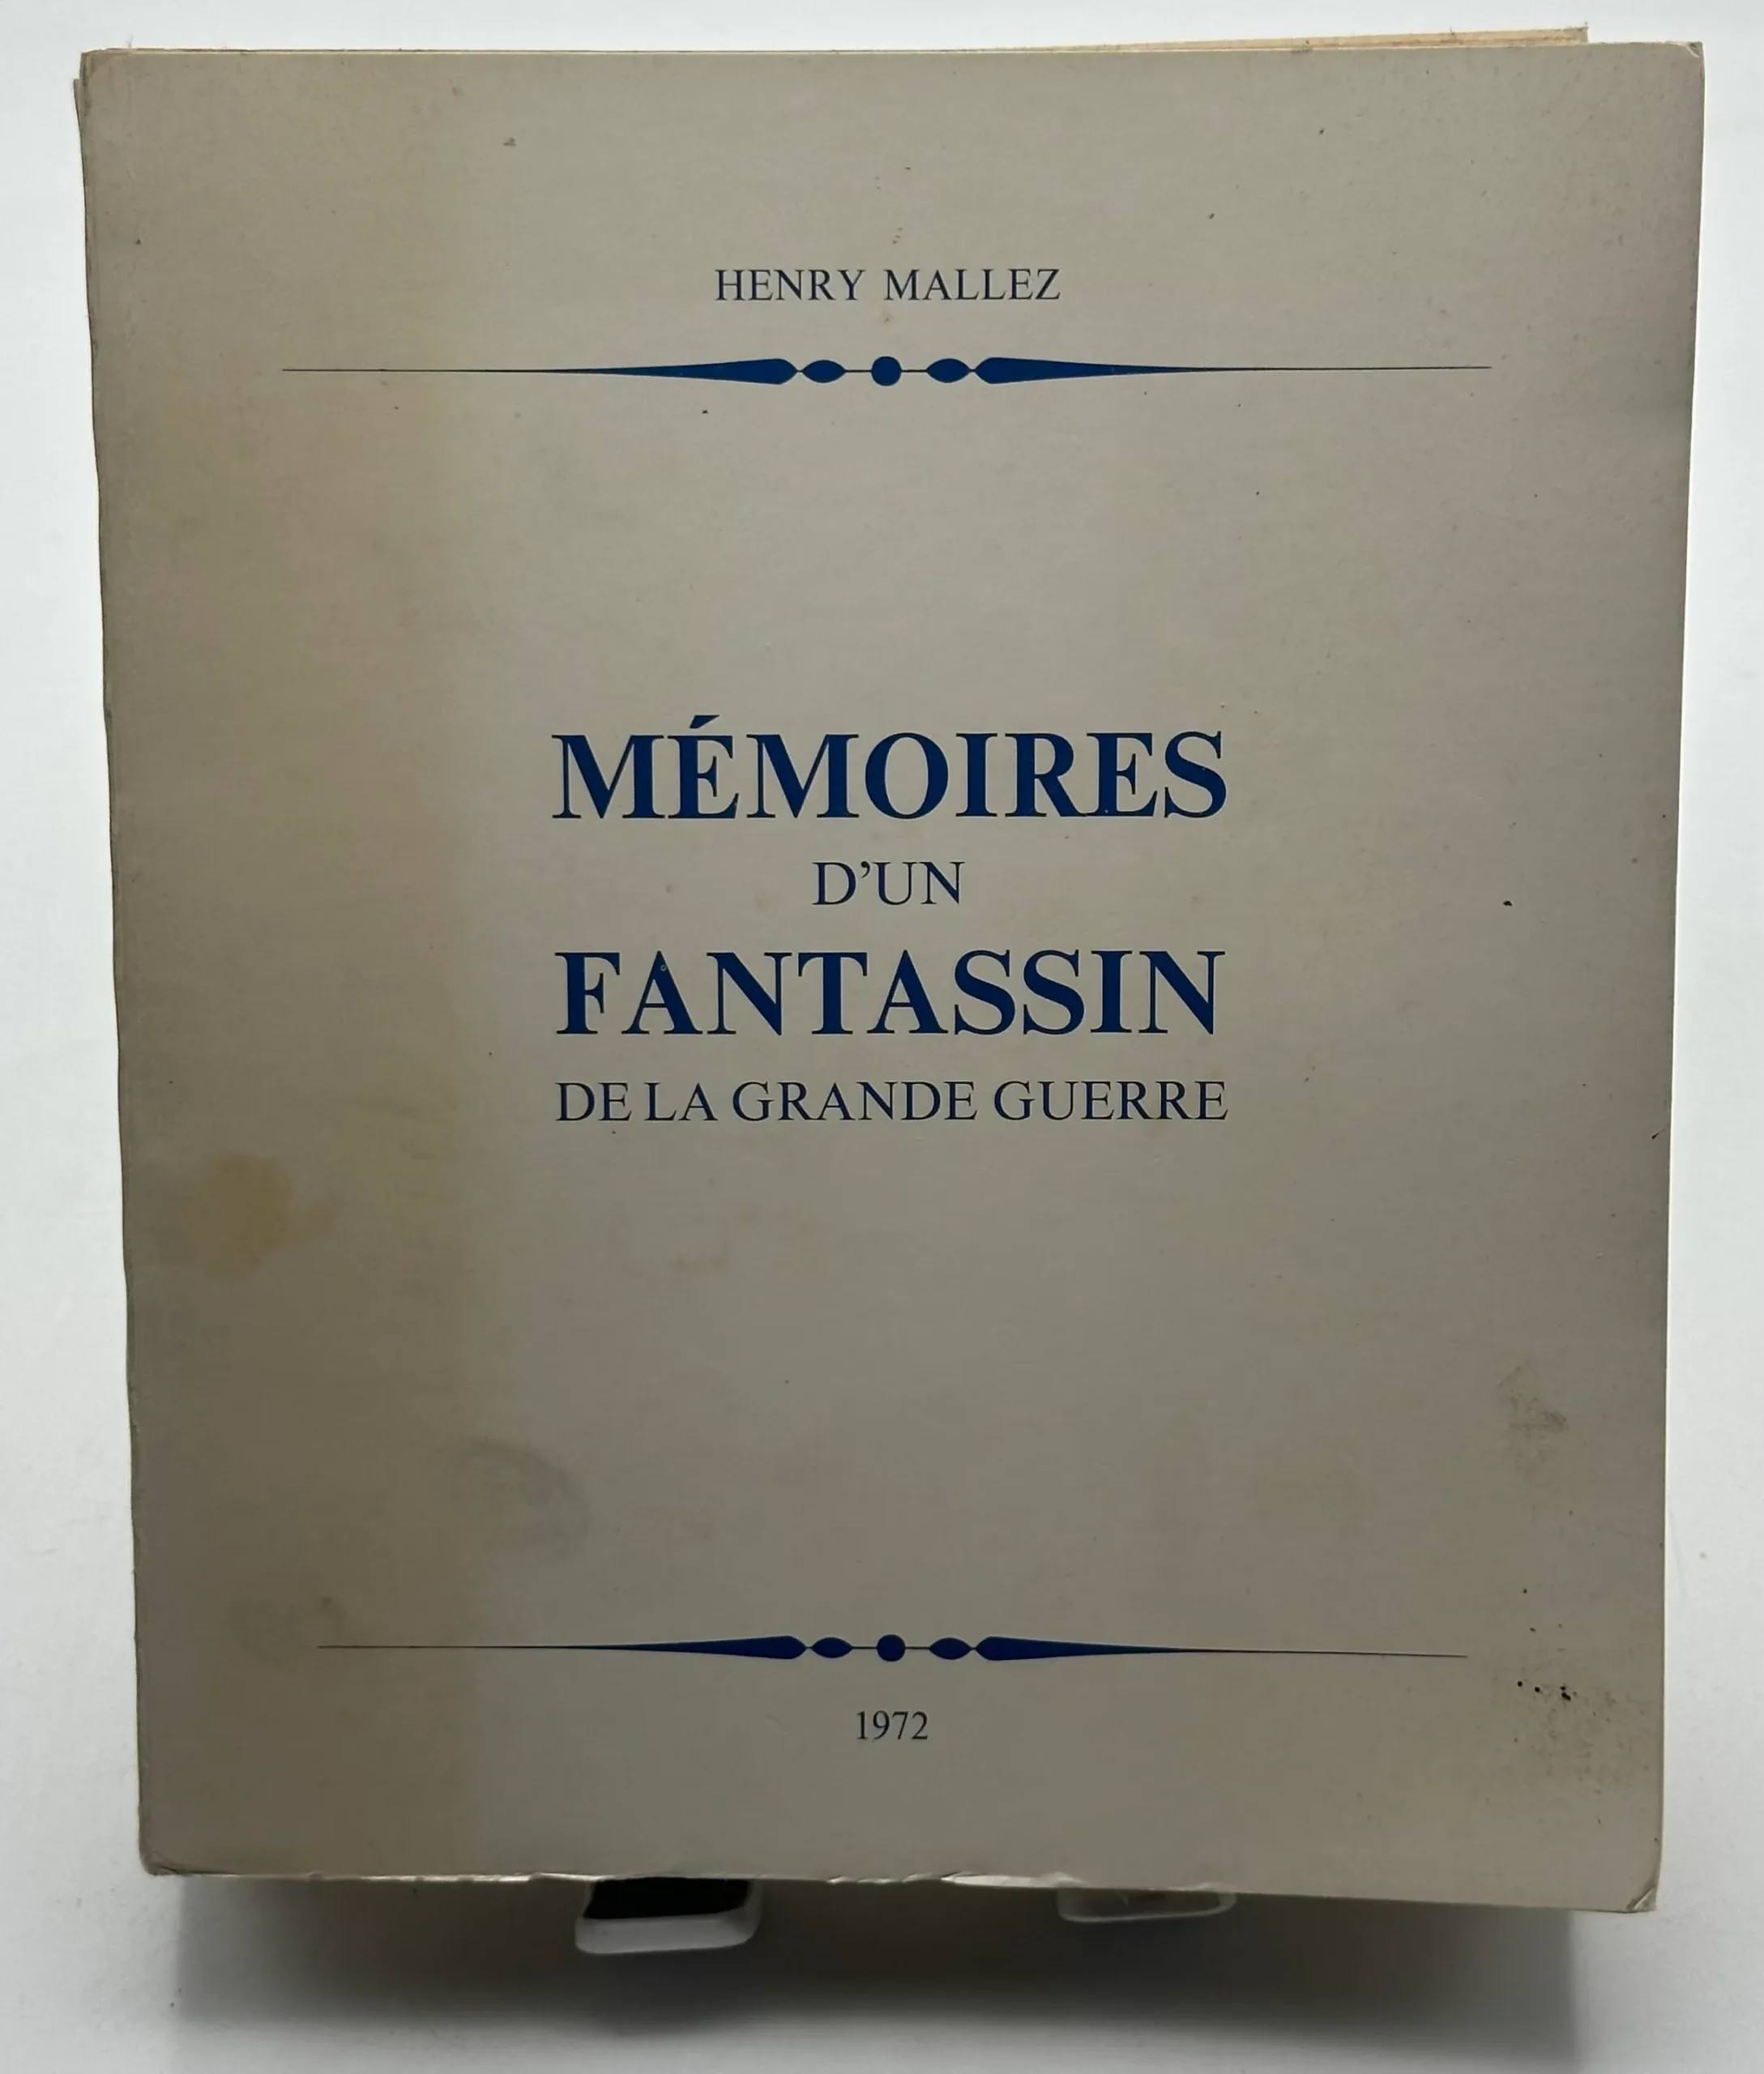 HENRY MALLEZ
MÉMOIRES
D’UN
FANTASSIN
DE LA GRANDE GUERRE
1972